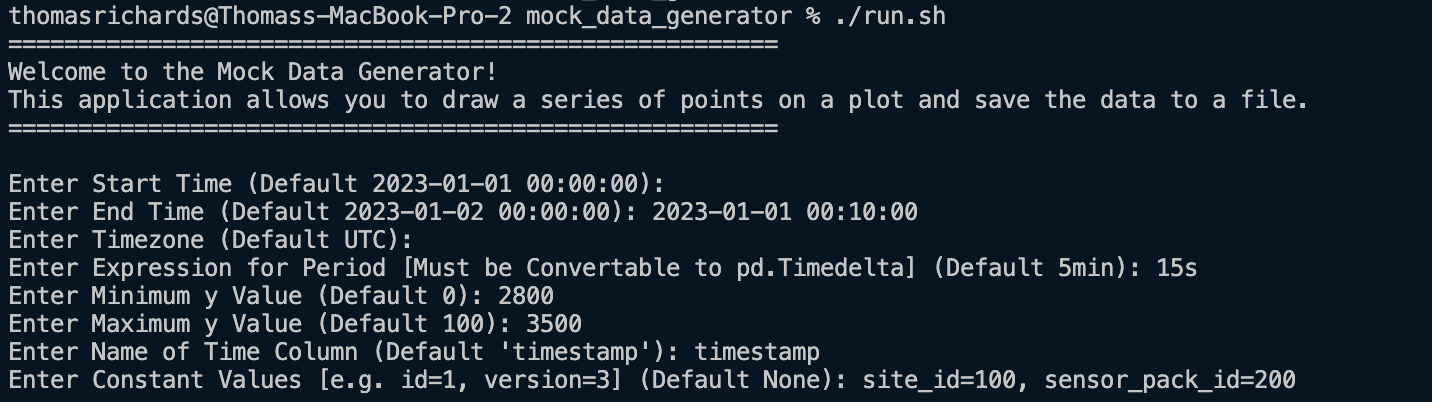 thomasrichards@Thomass-MacBook-Pro-2 mock_data_generator % ./run.sh
=======================================================
Welcome to the Mock Data Generator!
This application allows you to draw a series of points on a plot and save the data to a file.
=======================================================
Enter Start Time (Default 2023-01-01 00:00:00):
Enter End Time (Default 2023-01-02 00:00:00): 2023-01-01 00:10:00
Enter Timezone (Default UTC):
Enter Expression for Period [Must be Convertable to pd.Timedelta] (Default 5min): 15s
Enter Minimum y Value (Default 0): 2800
Enter Maximum y Value (Default 100): 3500
Enter Name of Time Column (Default 'timestamp'): timestamp
Enter Constant Values [e.g. id=1, version=3] (Default None): site_id=100, sensor_pack_id=200